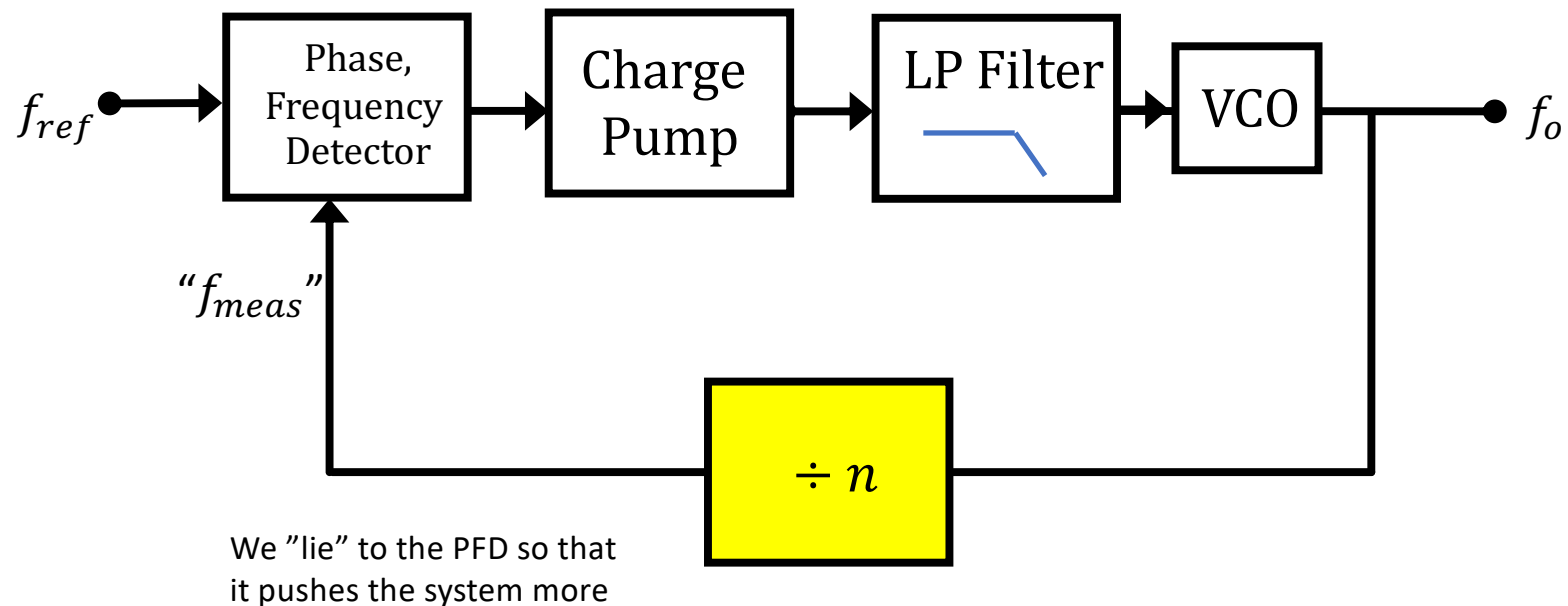 Phase,
Frequency
Detector
Charge
Pump
LP Filter
VCO
f_ref
f_o
“f_meas”
÷ n
We ”lie” to the PFD so that
it pushes the system more